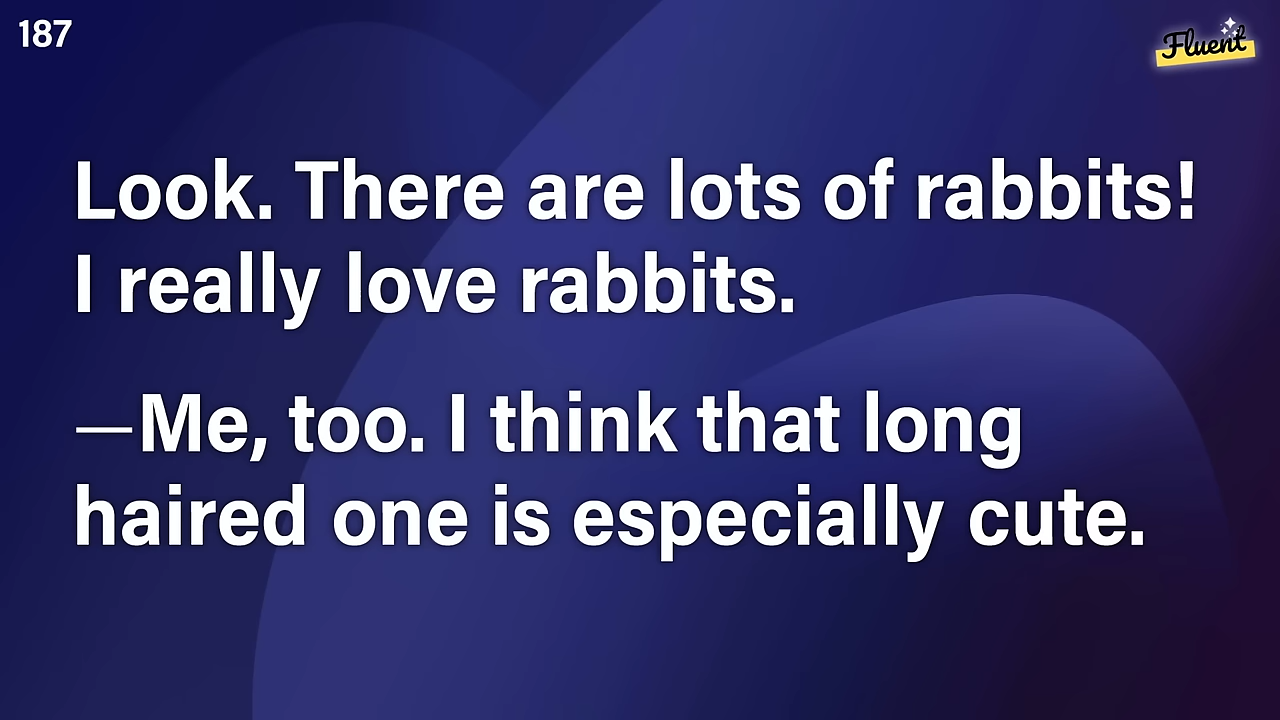 187
Fluent
Look. There are lots of rabbits!
I really love rabbits.
—Me, too. I think that long
haired one is especially cute.